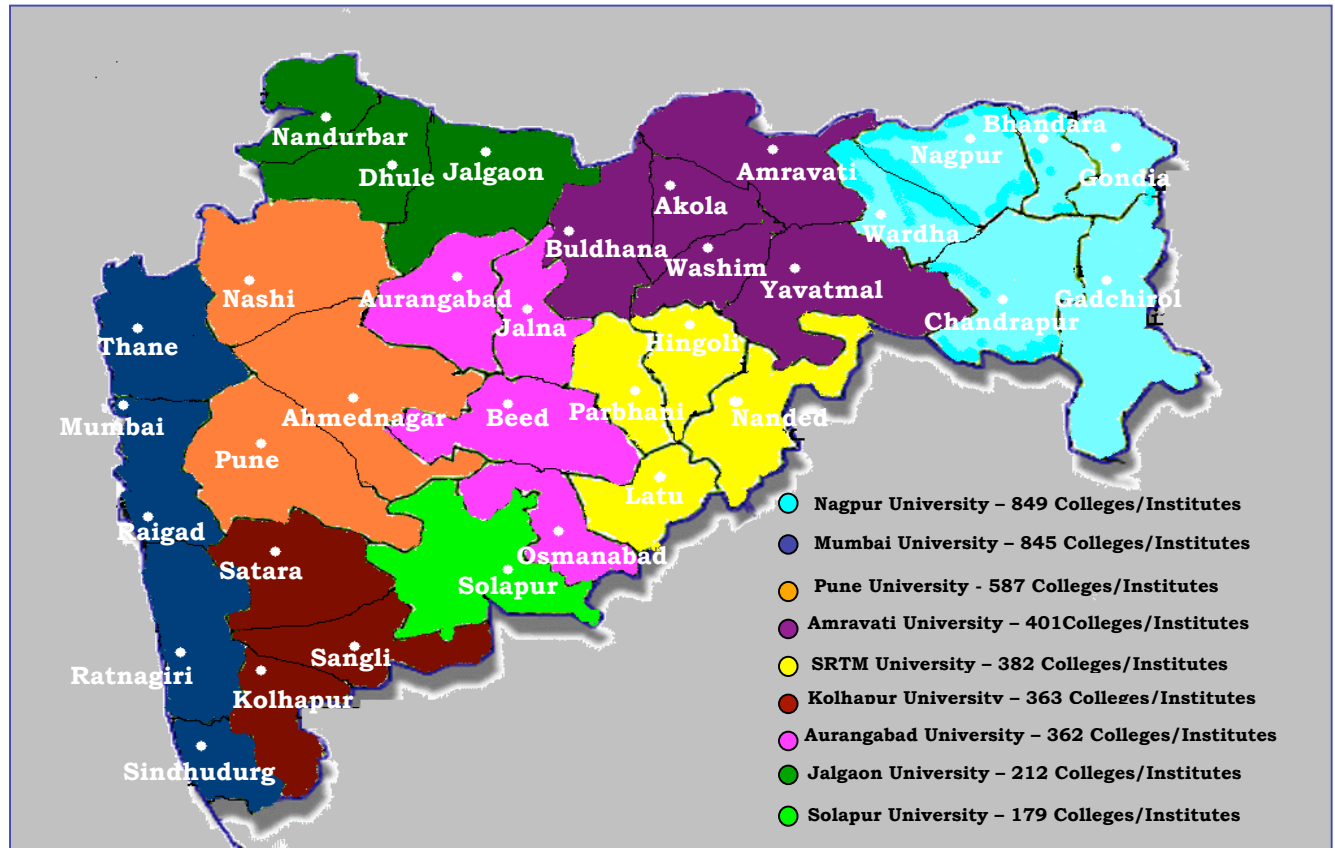 Nandurbar
Dhule
Jalgaon
Amravati
Nagpur
Bhandara
Gondia
Akola
Wardha
Buldhana
Washim
Yavatmal
Nashi
Aurangabad
Jalna
Chandrapur
Gadchirol
Thane
Hingoli
Mumbai
Ahmednagar
Beed
Parbhani
Nanded
Pune
Latu
Raigad
Satara
Osmanabad
Solapur
Sangli
Ratnagiri
Kolhapur
Sindhudurg
Nagpur University – 849 Colleges/Institutes
Mumbai University – 845 Colleges/Institutes
Pune University - 587 Colleges/Institutes
Amravati University – 401Colleges/Institutes
SRTM University – 382 Colleges/Institutes
Kolhapur University – 363 Colleges/Institutes
Aurangabad University – 362 Colleges/Institutes
Jalgaon University – 212 Colleges/Institutes
Solapur University – 179 Colleges/Institutes